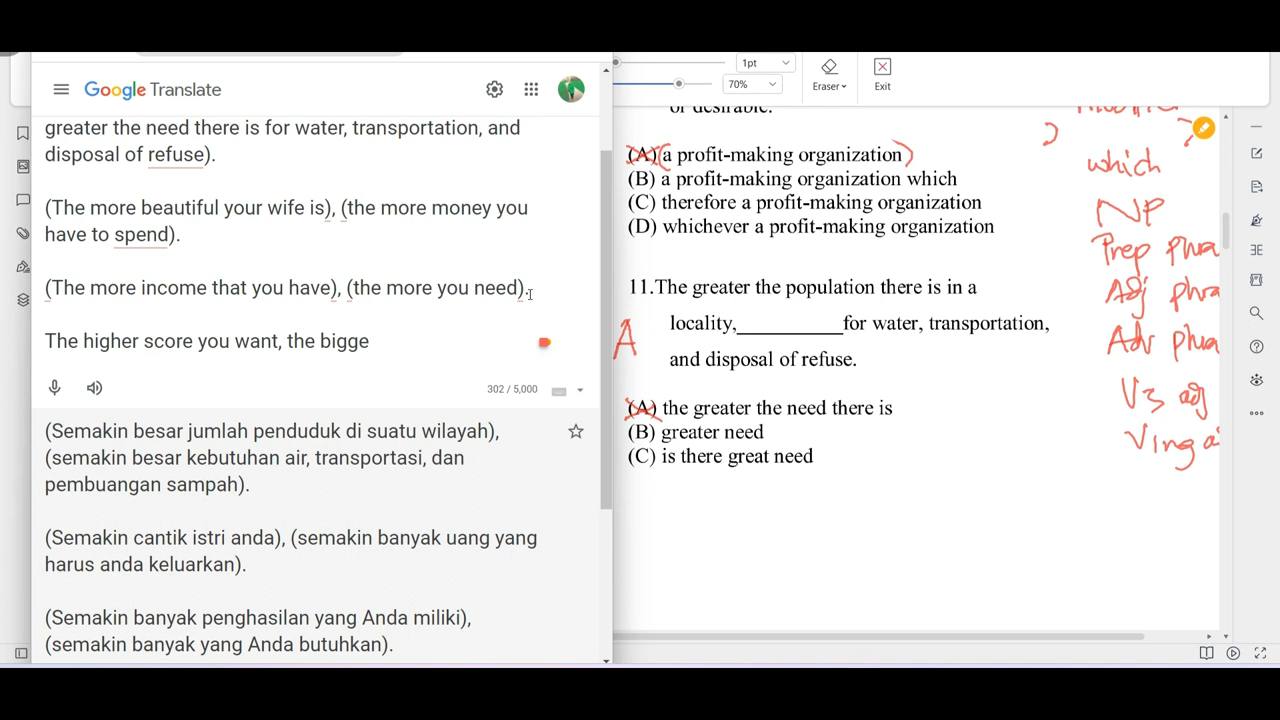 Google Translate
greater the need there is for water, transportation, and
disposal of refuse).
(The more beautiful your wife is), (the more money you
have to spend).
(The more income that you have), (the more you need).
The higher score you want, the bigge
302 / 5,000
(Semakin besar jumlah penduduk di suatu wilayah),
(semakin besar kebutuhan air, transportasi, dan
pembuangan sampah).
(Semakin cantik istri anda), (semakin banyak uang yang
harus anda keluarkan).
(Semakin banyak penghasilan yang Anda miliki),
(semakin banyak yang Anda butuhkan).
1pt
70%
Eraser
Exit
or desirable.
(A) (a profit-making organization)
(B) a profit-making organization which
(C) therefore a profit-making organization
(D) whichever a profit-making organization
11.The greater the population there is in a
locality,___________for water, transportation,
and disposal of refuse.
A
(A) the greater the need there is
(B) greater need
(C) is there great need
which
NP
Prep phra
Adj phra
Adv phra
V3 adj
Ving a